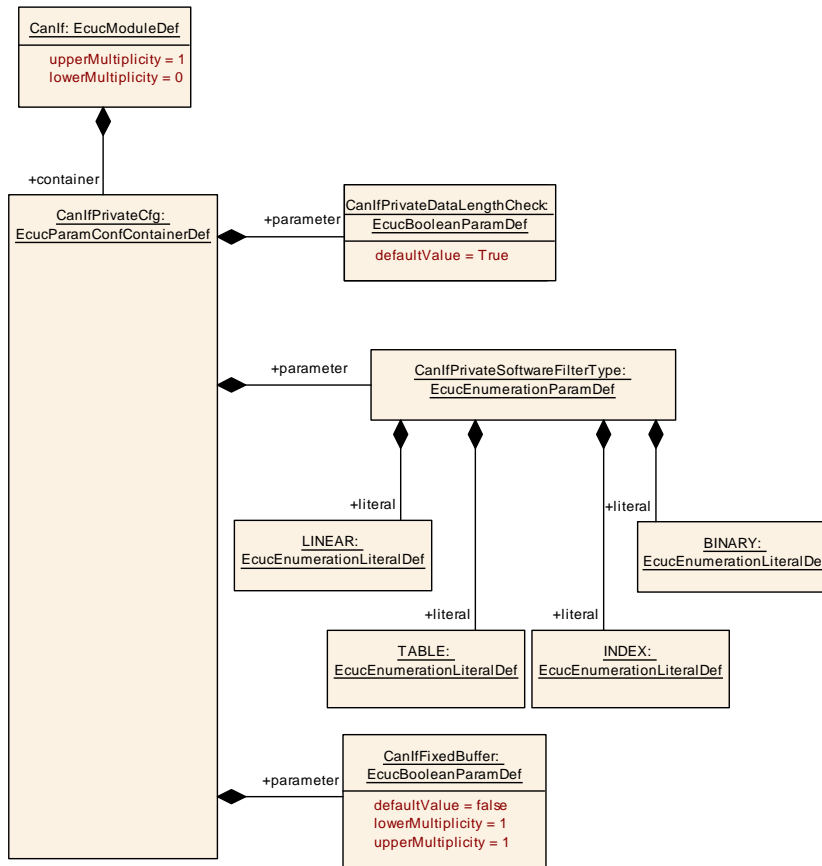 CanIf: EcucModuleDef
upperMultiplicity = 1
lowerMultiplicity = 0
+container
CanIfPrivateCfg:
EcucParamConfContainerDef
+parameter
CanIfPrivateDataLengthCheck:
EcucBooleanParamDef
defaultValue = True
+parameter
CanIfPrivateSoftwareFilterType:
EcucEnumerationParamDef
+literal
LINEAR:
EcucEnumerationLiteralDef
+literal
BINARY:
EcucEnumerationLiteralDef
+literal
TABLE:
EcucEnumerationLiteralDef
+literal
INDEX:
EcucEnumerationLiteralDef
+parameter
CanIfFixedBuffer:
EcucBooleanParamDef
defaultValue = false
lowerMultiplicity = 1
upperMultiplicity = 1